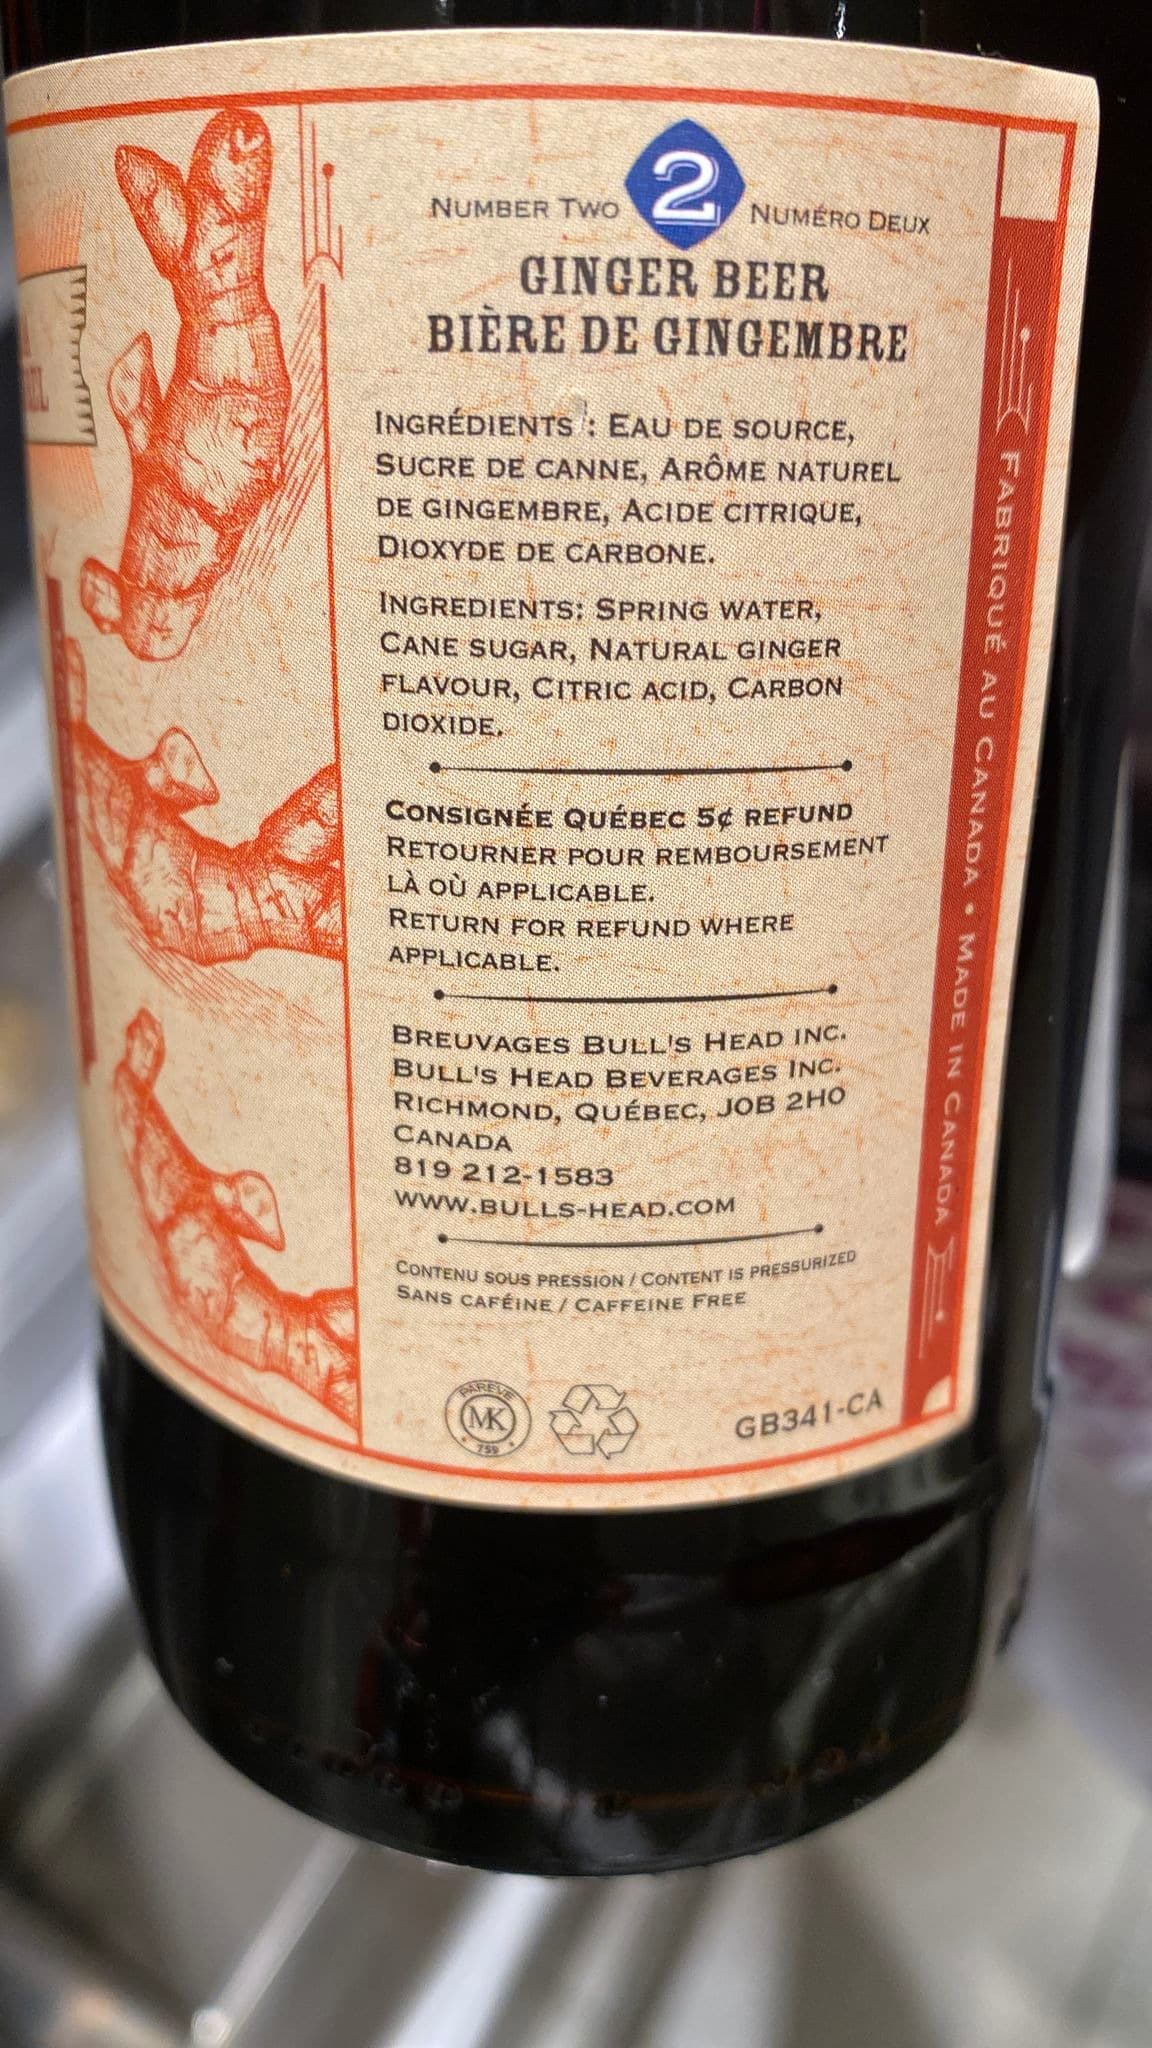 2
NUMBER TWO NUMÉRO DEUX
GINGER BEER
BIÈRE DE GINGEMBRE
INGRÉDIENTS : EAU DE SOURCE,
SUCRE DE CANNE, ARÔME NATUREL
DE GINGEMBRE, ACIDE CITRIQUE,
DIOXYDE DE CARBONE.
INGREDIENTS: SPRING WATER,
CANE SUGAR, NATURAL GINGER
FLAVOUR, CITRIC ACID, CARBON
DIOXIDE.
CONSIGNÉE QUÉBEC 5¢ REFUND
RETOURNER POUR REMBOURSEMENT
LÀ OÙ APPLICABLE.
RETURN FOR REFUND WHERE
APPLICABLE.
BREUVAGES BULL'S HEAD INC.
BULL'S HEAD BEVERAGES INC.
RICHMOND, QUÉBEC, JOB 2HO
CANADA
819 212-1583
WWW.BULLS-HEAD.COM
CONTENU SOUS PRESSION / CONTENT IS PRESSURIZED
SANS CAFÉINE / CAFFEINE FREE
PAREVE
MK
759
GB341-CA
FABRIQUÉ AU CANADA • MADE IN CANADA